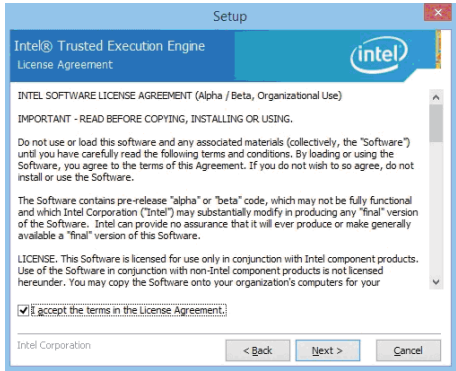 Setup
Intel® Trusted Execution Engine
License Agreement
intel
INTEL SOFTWARE LICENSE AGREEMENT (Alpha / Beta, Organizational Use)
IMPORTANT - READ BEFORE COPYING, INSTALLING OR USING.
Do not use or load this software and any associated materials (collectively, the "Software")
until you have carefully read the following terms and conditions. By loading or using the
Software, you agree to the terms of this Agreement. If you do not wish to so agree, do not
install or use the Software.
The Software contains pre-release "alpha" or "beta" code, which may not be fully functional
and which Intel Corporation ("Intel") may substantially modify in producing any "final" version
of the Software. Intel can provide no assurance that it will ever produce or make generally
available a "final" version of this Software.
LICENSE. This Software is licensed for use only in conjunction with Intel component products.
Use of the Software in conjunction with non-Intel component products is not licensed
hereunder. You may copy the Software onto your organization's computers for your
I accept the terms in the License Agreement.
Intel Corporation
< Back
Next >
Cancel